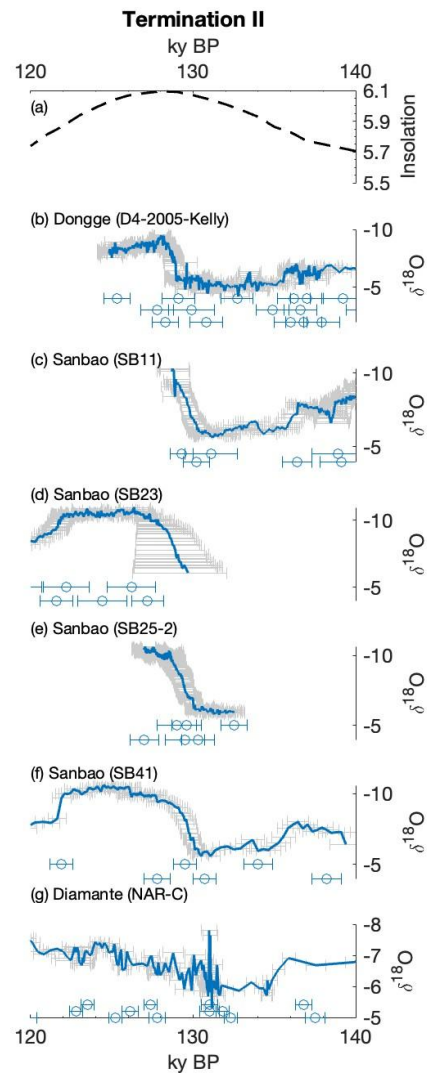 Termination II
ky BP
120 130 140
(a)
6.1
5.9
5.7
5.5
Insolation
(b) Dongge (D4-2005-Kelly)
-10
-5
δ18O
(c) Sanbao (SB11)
-10
-5
δ18O
(d) Sanbao (SB23)
-10
-5
δ18O
(e) Sanbao (SB25-2)
-10
-5
δ18O
(f) Sanbao (SB41)
-10
-5
δ18O
(g) Diamante (NAR-C)
-8
-7
-6
-5
δ18O
120 130 140
ky BP